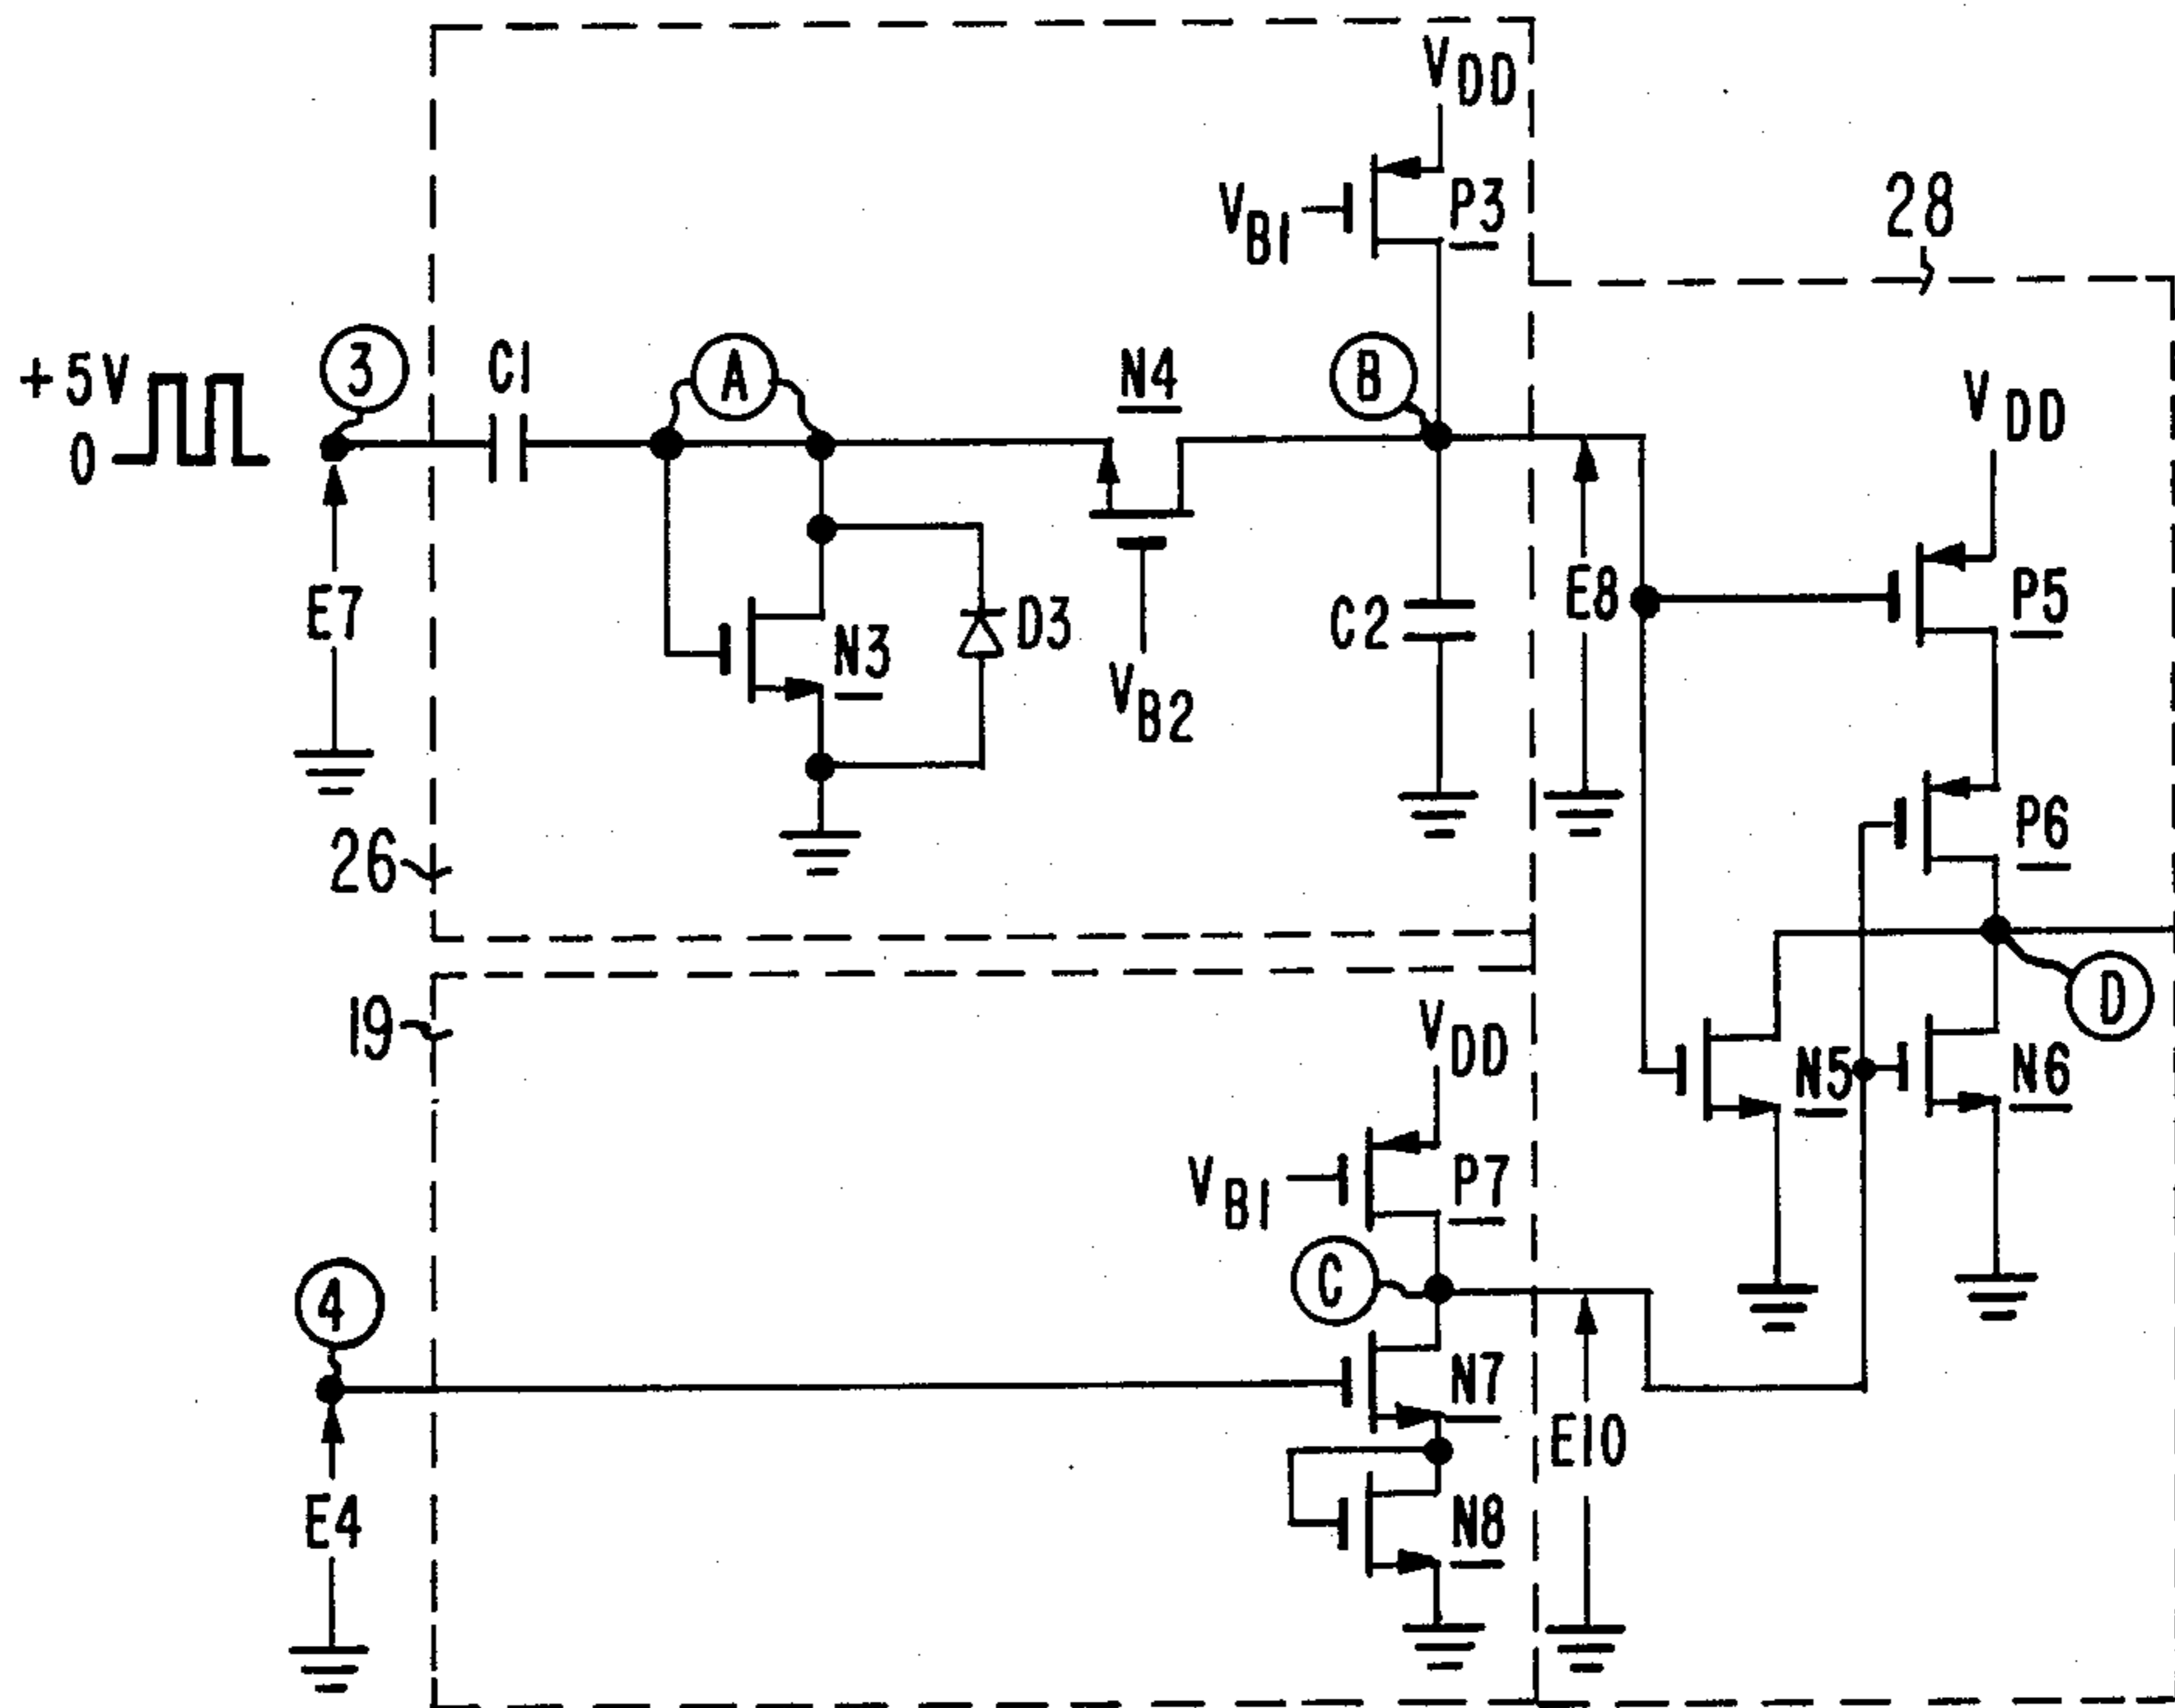 VDD
VB1
P3
28
+5V
0
3
C1
A
N4
B
VDD
E7
N3
D3
VB2
C2
E8
P5
26
P6
19
VDD
D
N5
N6
VB1
P7
4
C
N7
E10
E4
N8